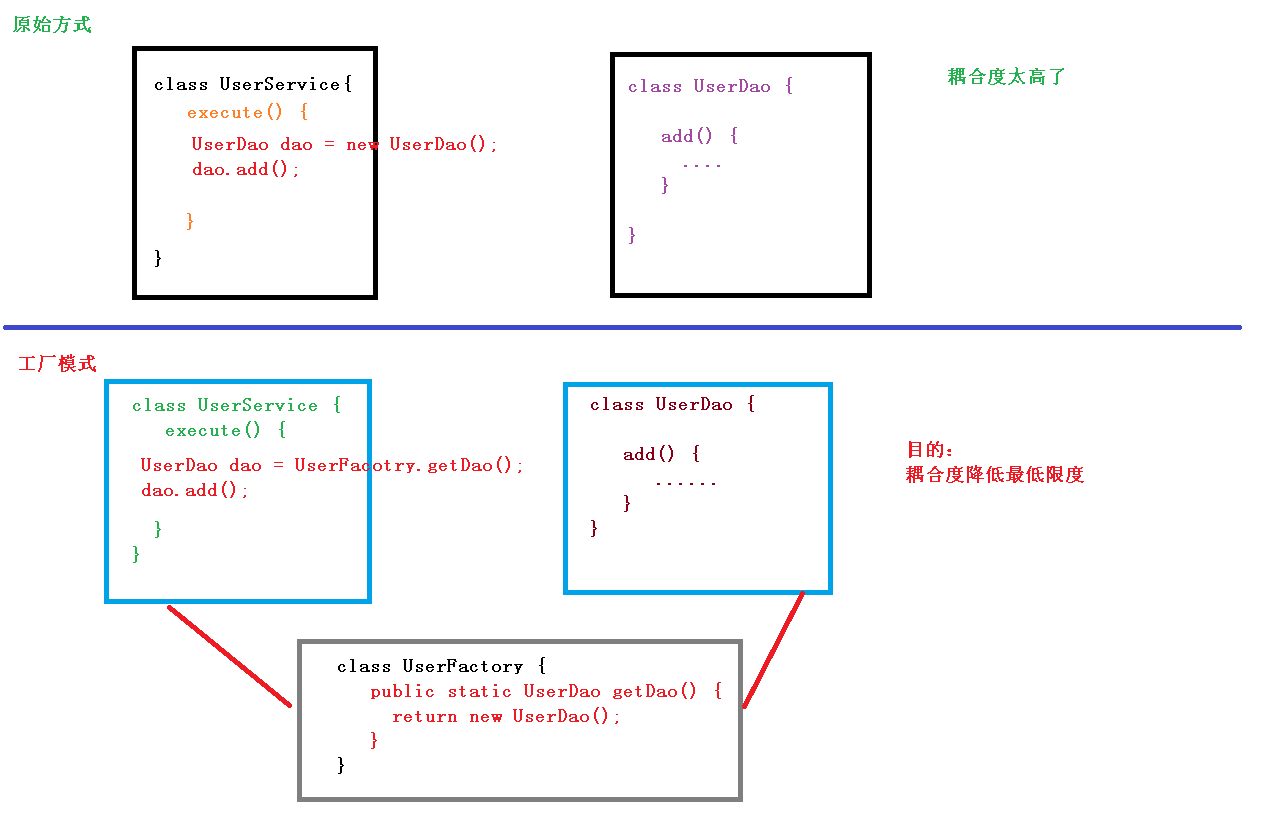 原始方式
class UserService{
execute() {
UserDao dao = new UserDao();
dao.add();
}
}
class UserDao {
add() {
....
}
}
耦合度太高了
工厂模式
class UserService {
execute() {
UserDao dao = UserFacotry.getDao();
dao.add();
}
}
class UserDao {
add() {
......
}
}
目的:
耦合度降低最低限度
class UserFactory {
public static UserDao getDao() {
return new UserDao();
}
}